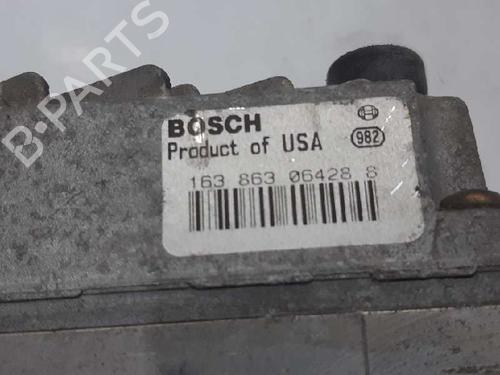 B-PARTS
BOSCH
Product of USA
982
163 863 06428 8